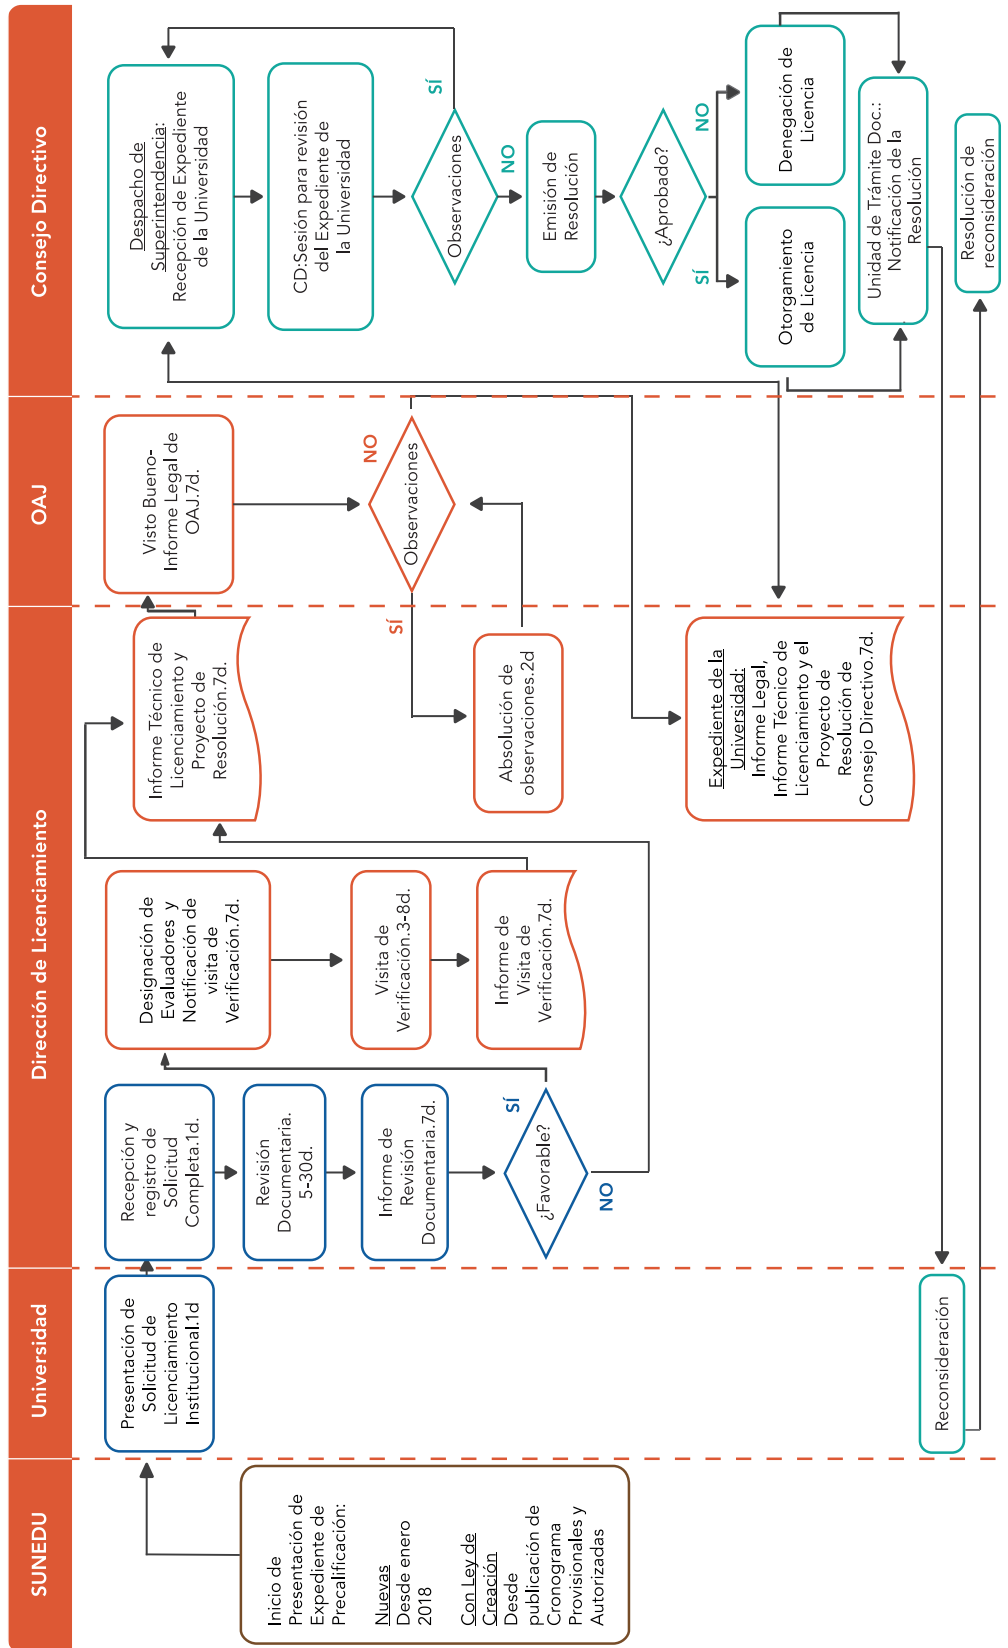 SUNEDU
Universidad
Dirección de Licenciamiento
OAJ
Consejo Directivo
Inicio de
Presentación de
Expediente de
Precalificación:
Nuevas
Desde enero
2018
Con Ley de
Creación
Desde
publicación de
Cronograma
Provisionales y
Autorizadas
Presentación de
Solicitud de
Licenciamiento
Institucional.1d
Recepción y
registro de
Solicitud
Completa.1d.
Revisión
Documentaria.
5-30d.
Informe de
Revisión
Documentaria.7d.
¿Favorable?
SÍ
NO
Designación de
Evaluadores y
Notificación de
visita de
Verificación.7d.
Visita de
Verificación.3-8d.
Informe de
Visita de
Verificación.7d.
Informe Técnico de
Licenciamiento y
Proyecto de
Resolución.7d.
Visto Bueno-
Informe Legal de
OAJ.7d.
Observaciones
SÍ
NO
Absolución de
observaciones.2d
Expediente de la
Universidad:
Informe Legal,
Informe Técnico de
Licenciamiento y el
Proyecto de
Resolución de
Consejo Directivo.7d.
Despacho de
Superintendencia:
Recepción de Expediente
de la Universidad
CD:Sesión para revisión
del Expediente de
la Universidad
Observaciones
SÍ
NO
Emisión de
Resolución
¿Aprobado?
SÍ
NO
Otorgamiento
de Licencia
Denegación de
Licencia
Unidad de Trámite Doc.:
Notificación de la
Resolución
Reconsideración
Resolución de
reconsideración